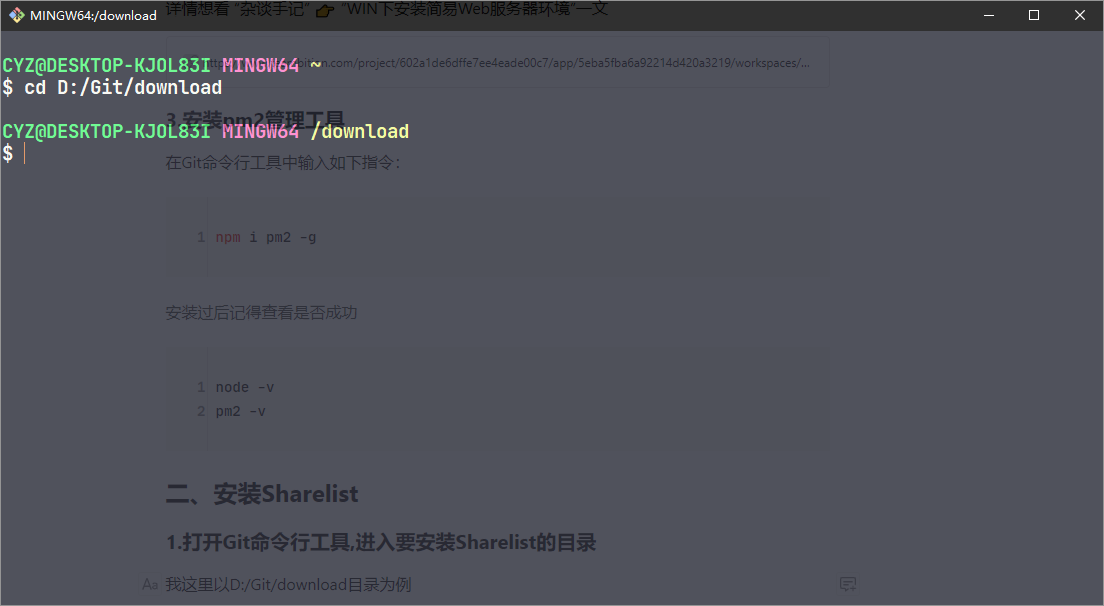 MINGW64:/download
详情想看 “杂谈手记” 👉 “WIN下安装简易Web服务器环境”一文
CYZ@DESKTOP-KJOL83I MINGW64 ~
.com/project/602a1de6dffe7ee4eade00c7/app/5eba5fba6a92214d420a3219/workspaces/...
$ cd D:/Git/download
3.安装pm2管理工具
CYZ@DESKTOP-KJOL83I MINGW64 /download
$
在Git命令行工具中输入如下指令:
1 npm i pm2 -g
安装过后记得查看是否成功
1 node -v
2 pm2 -v
二、安装Sharelist
1.打开Git命令行工具,进入要安装Sharelist的目录
Aa 我这里以D:/Git/download目录为例